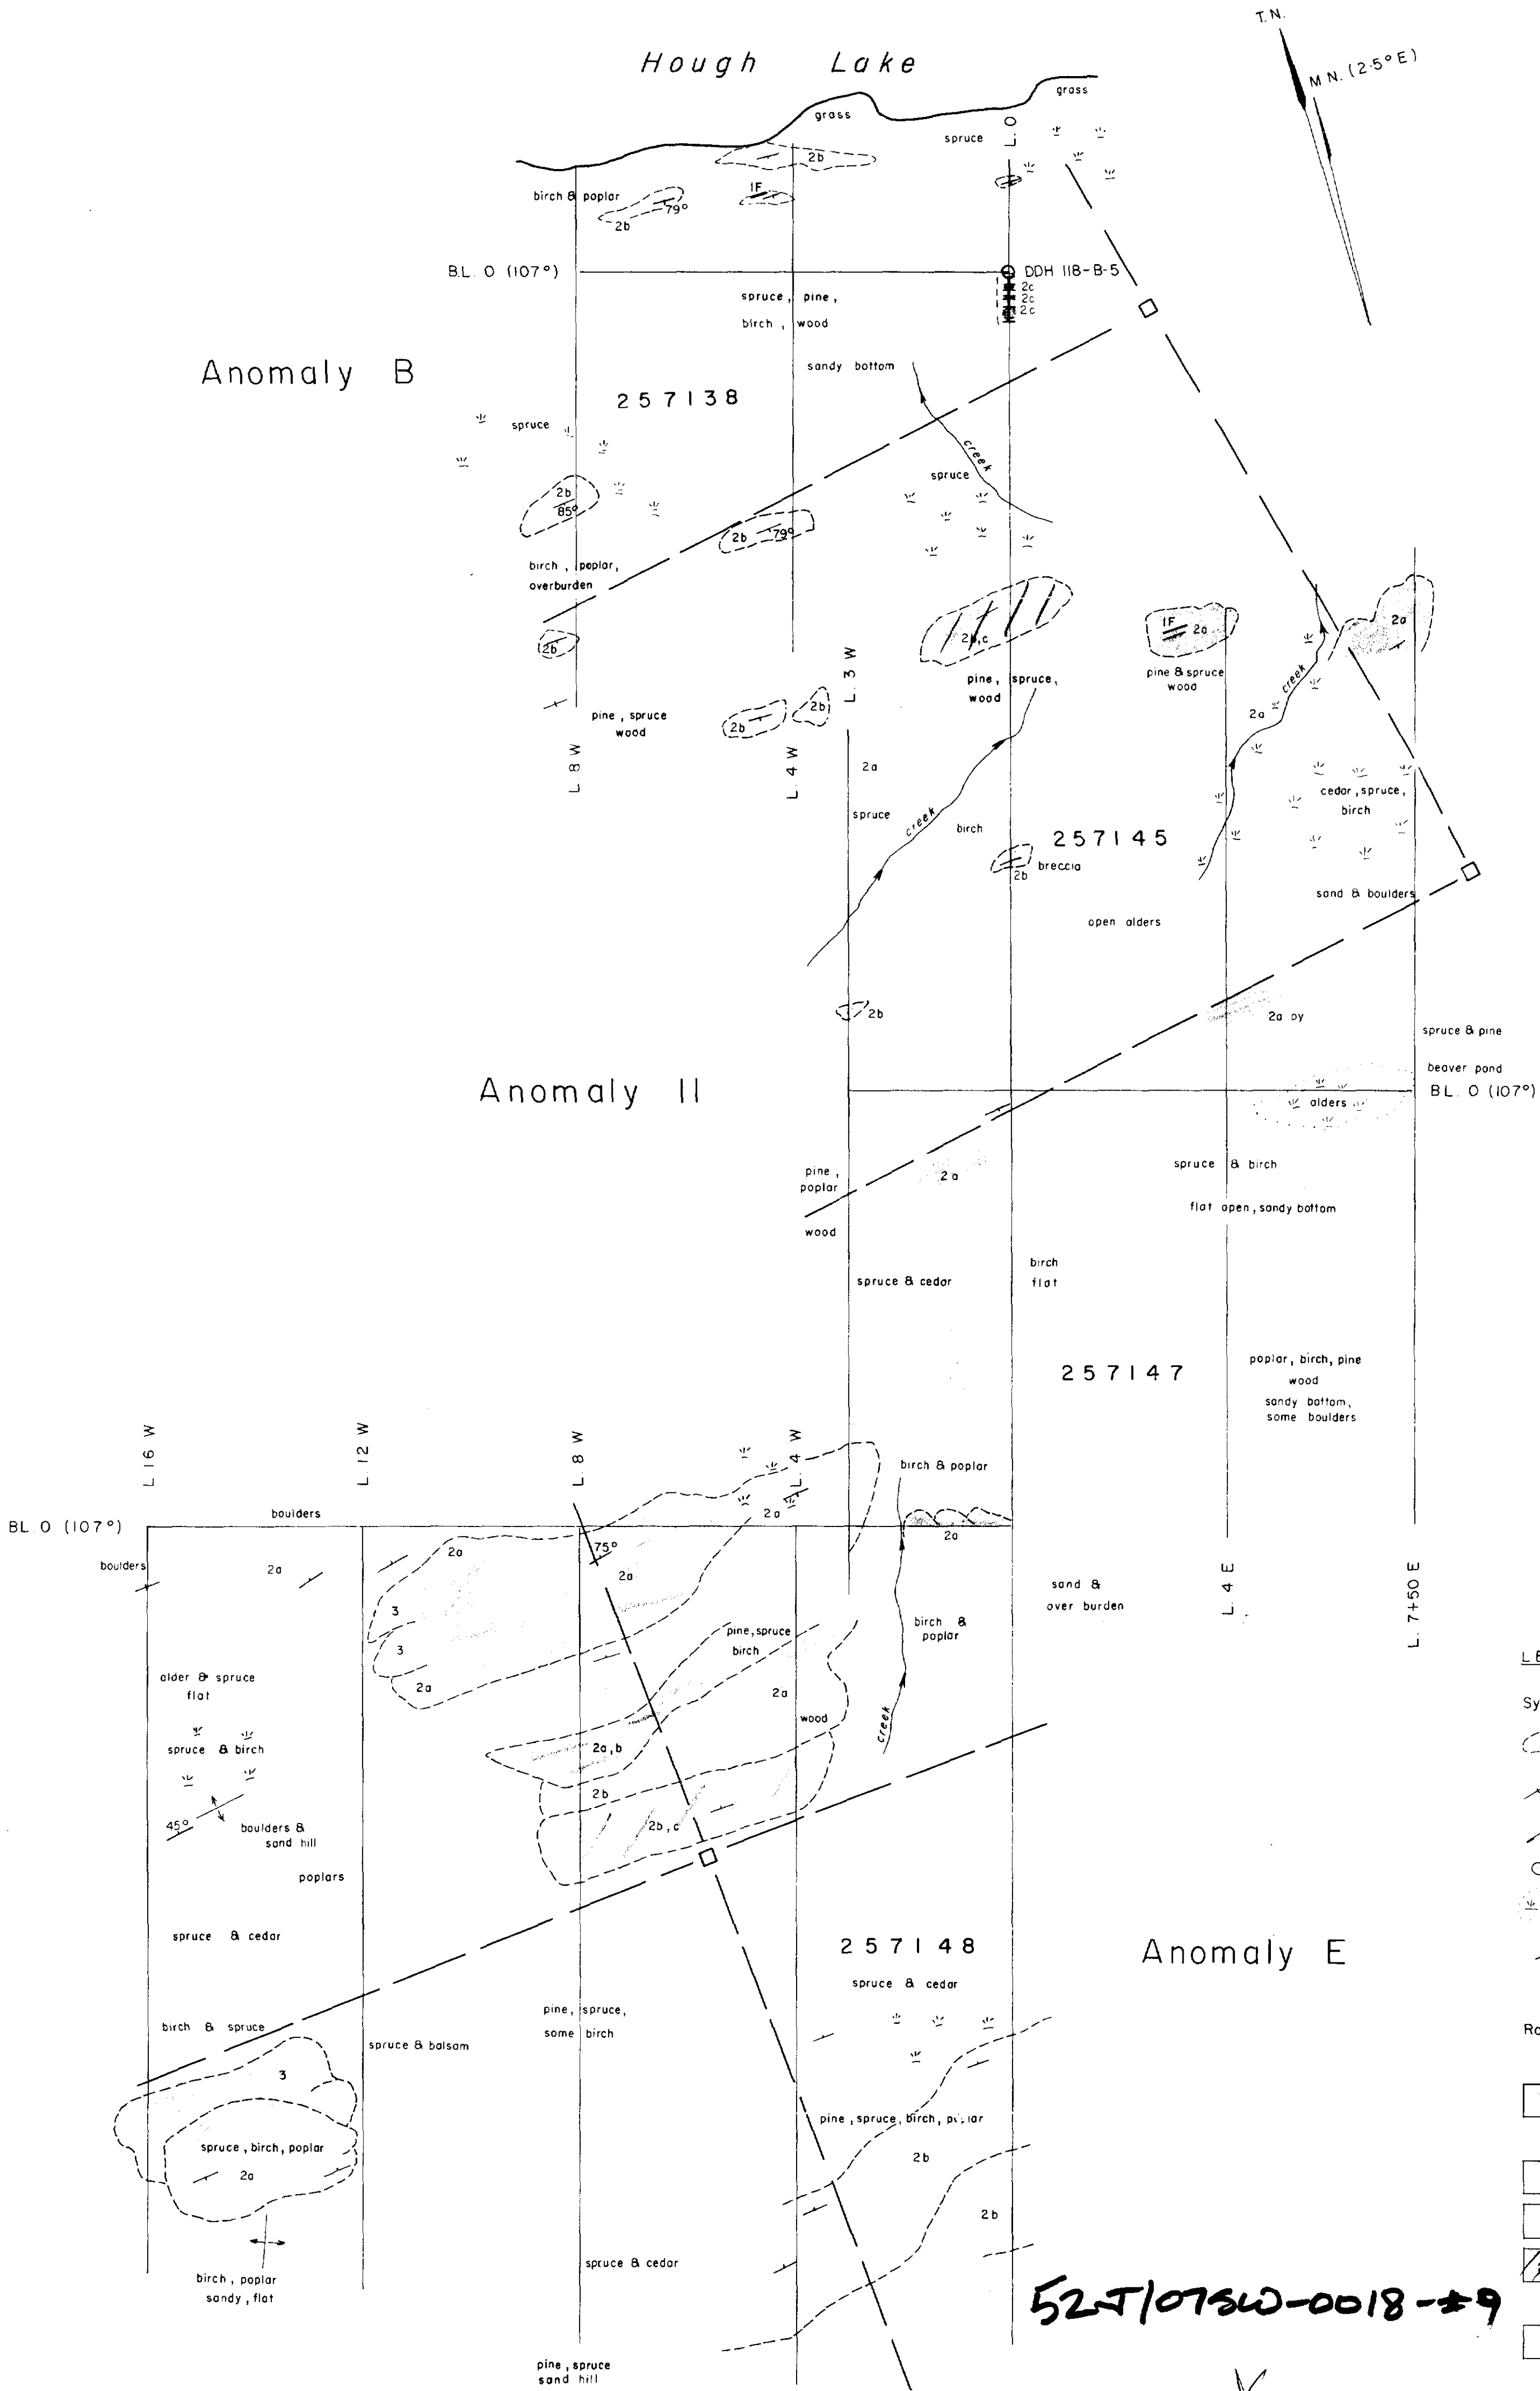 T.N.
M.N. (2·5° E)
Hough Lake
grass
grass
spruce
L. O
2b
birch & poplar
IF
79°
2b
B.L. O (107°)
DDH 118-B-5
2c
2c
2c
spruce, pine,
birch, wood
sandy bottom
Anomaly B
257138
spruce
creek
spruce
2b
85°
2b
79°
birch, poplar,
overburden
2b
2b,c
IF
2a
2a
pine & spruce
wood
pine, spruce,
wood
L. 3 W
creek
2a
pine, spruce
wood
2b
2b
L. 8 W
L. 4 W
2a
cedar, spruce,
birch
spruce
creek
birch
257145
breccia
2b
sand & boulders
open alders
2b
2a py
spruce & pine
beaver pond
BL. O (107°)
alders
Anomaly II
pine,
poplar
2a
spruce & birch
wood
flat open, sandy bottom
spruce & cedar
birch
flat
257147
poplar, birch, pine
wood
sandy bottom,
some boulders
L. 16 W
L. 12 W
L. 8 W
L. 4 W
birch & poplar
BL. O (107°)
boulders
2a
2a
boulders
2a
2a
75°
2a
sand &
over burden
L. 4 E
L. 7+50 E
3
3
2a
pine, spruce
birch
birch &
poplar
alder & spruce
flat
2a
wood
creek
spruce & birch
2a,b
2b
2b,c
45°
boulders &
sand hill
poplars
spruce & cedar
257148
Anomaly E
spruce & cedar
pine, spruce,
some birch
birch & spruce
spruce & balsam
3
spruce, birch, poplar
2a
pine, spruce, birch, poplar
2b
2b
birch, poplar
sandy, flat
spruce & cedar
52J/07SW-0018-#9
pine, spruce
sand hill
LE
Sy
Ro